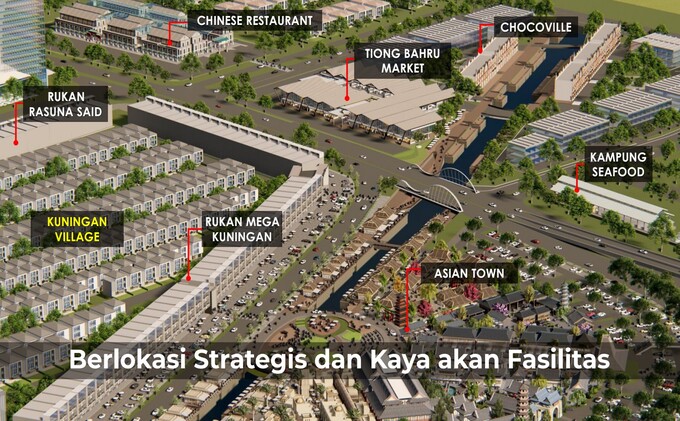 CHINESE RESTAURANT
CHOCOVILLE
TIONG BAHRU
MARKET
RUKAN
RASUNA SAID
KAMPUNG
SEAFOOD
KUNINGAN
VILLAGE
RUKAN MEGA
KUNINGAN
ASIAN TOWN
Berlokasi Strategis dan Kaya akan Fasilitas